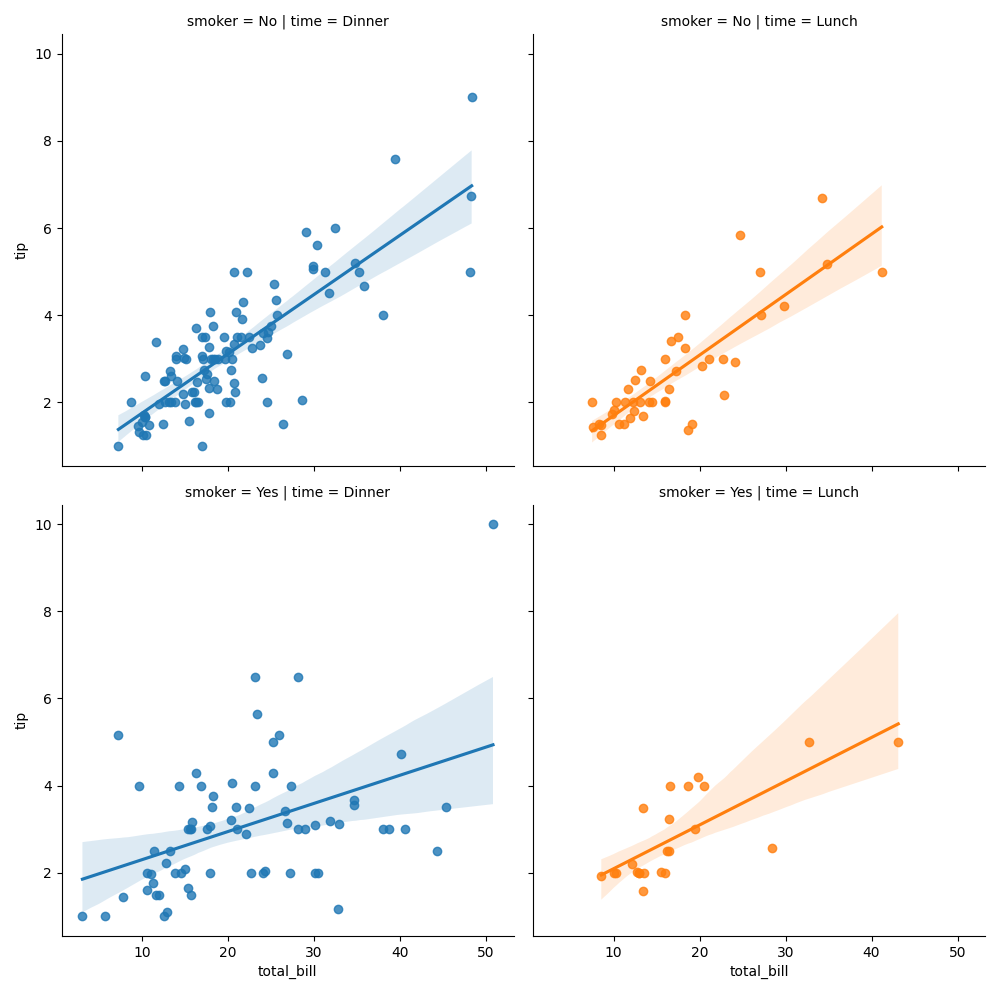 smoker = No | time = Dinner
smoker = No | time = Lunch
10
8
6
4
2
tip
smoker = Yes | time = Dinner
smoker = Yes | time = Lunch
10
8
6
4
2
tip
10 20 30 40 50
total_bill
10 20 30 40 50
total_bill